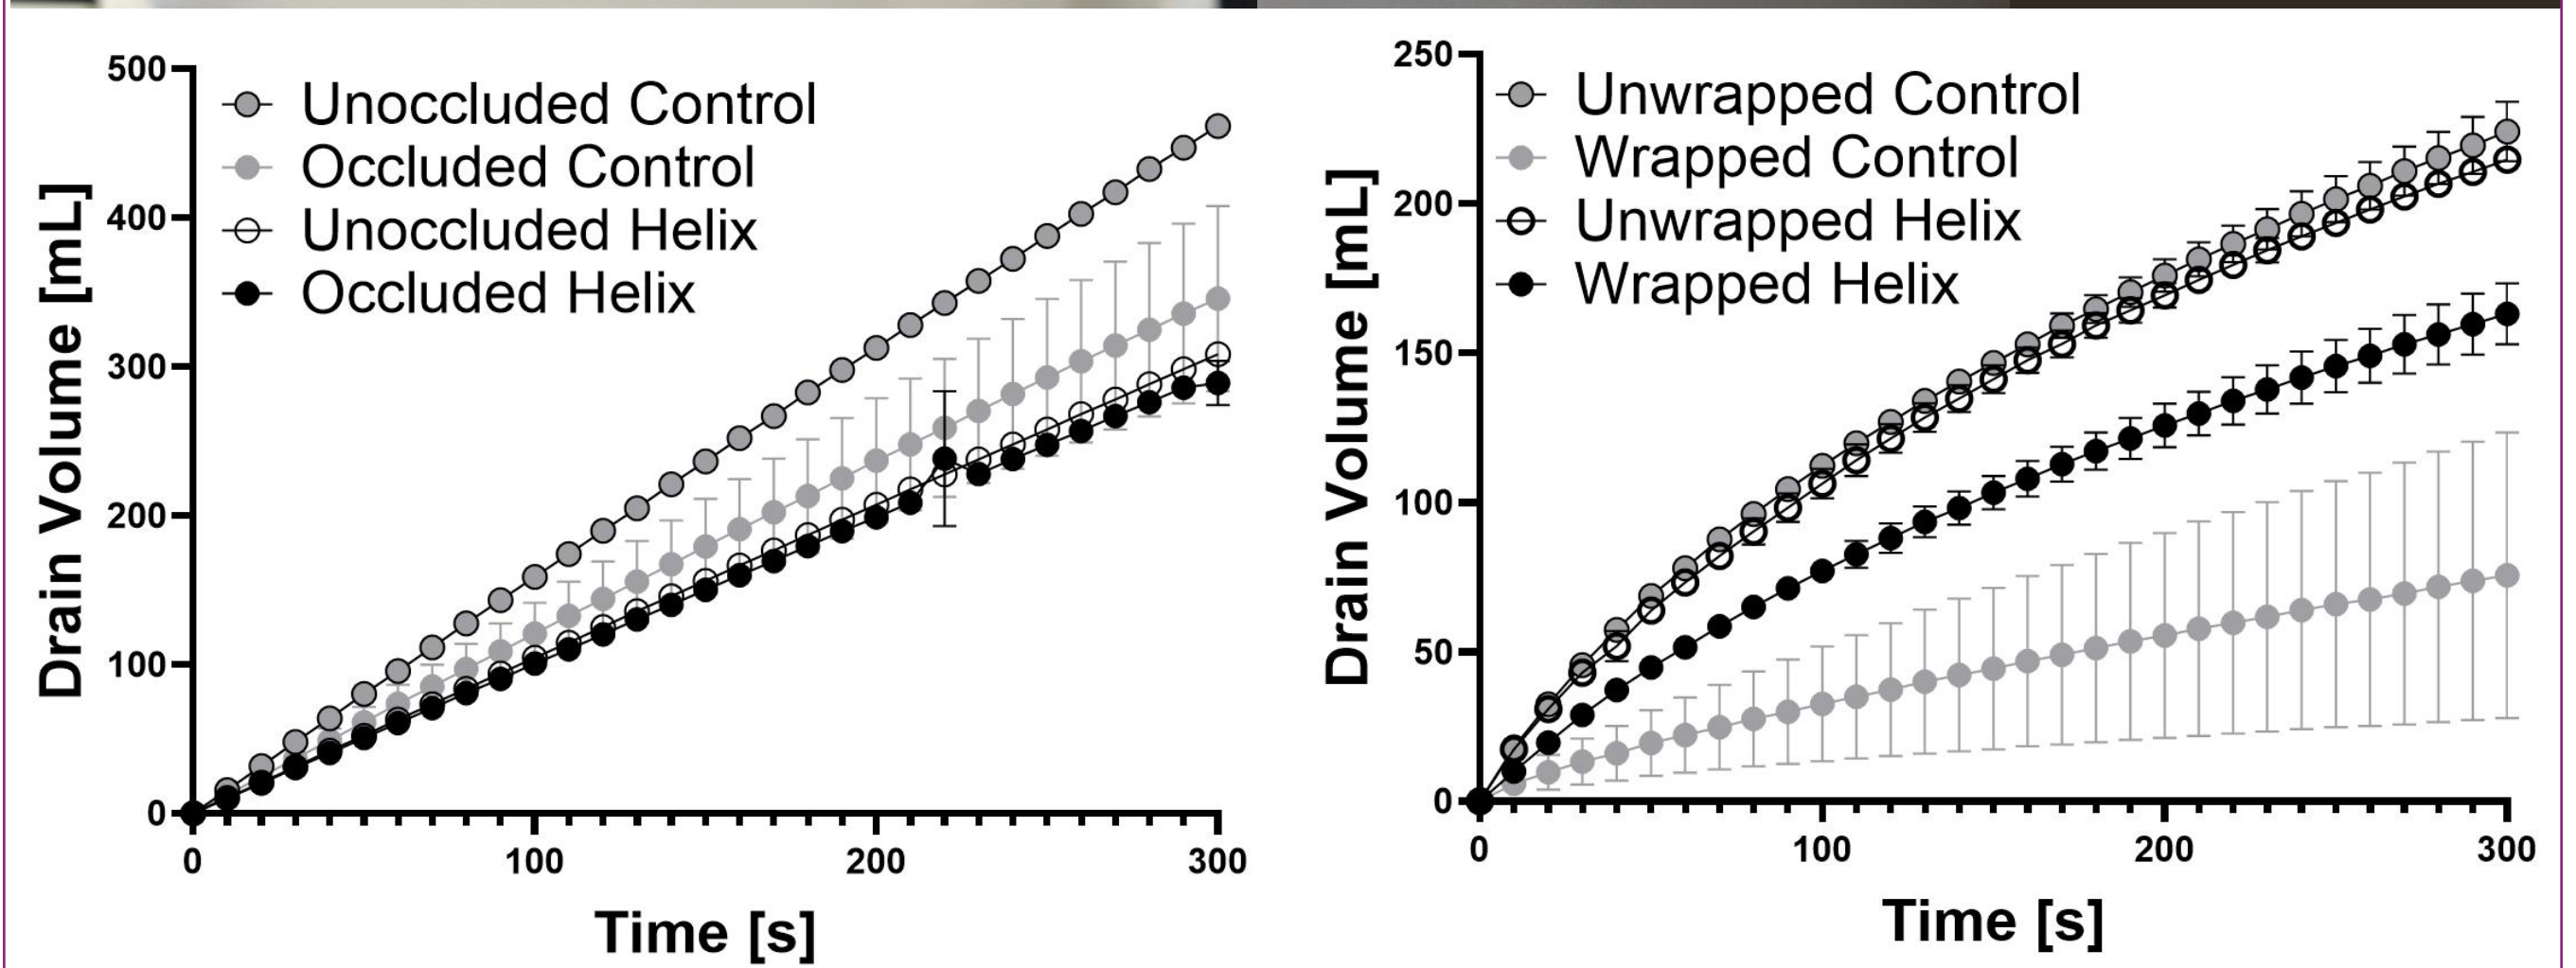 500
400
300
200
100
0
Drain Volume [mL]
Unoccluded Control
Occluded Control
Unoccluded Helix
Occluded Helix
0 100 200 300
Time [s]
250
200
150
100
50
0
Drain Volume [mL]
Unwrapped Control
Wrapped Control
Unwrapped Helix
Wrapped Helix
0 100 200 300
Time [s]